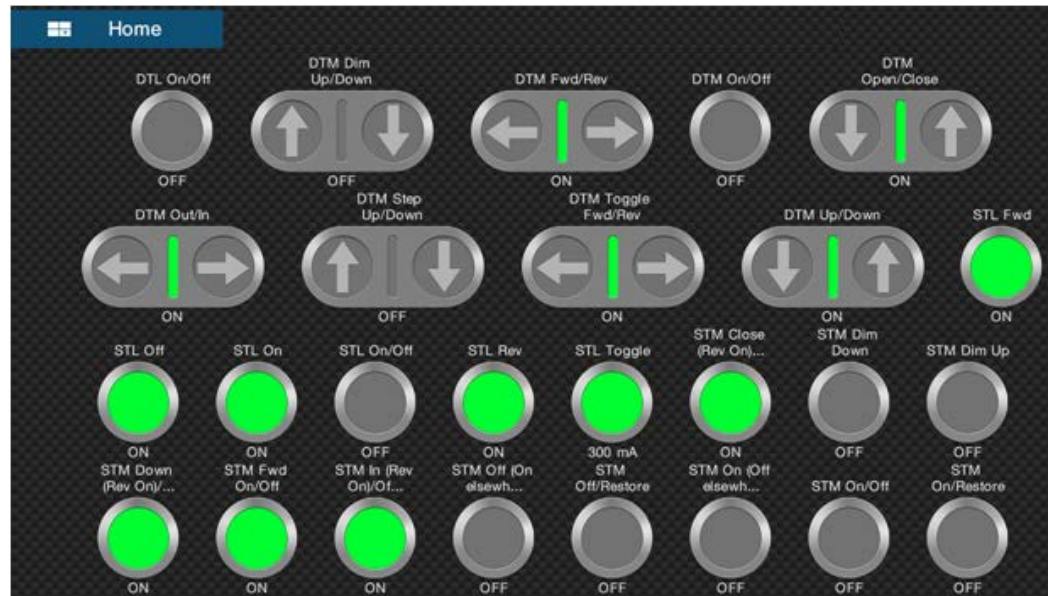 Home
DTL On/Off
DTM Dim
Up/Down
DTM Fwd/Rev
DTM On/Off
DTM
Open/Close
OFF
OFF
ON
OFF
ON
DTM Out/In
DTM Step
Up/Down
DTM Toggle
Fwd/Rev
DTM Up/Down
STL Fwd
ON
OFF
ON
ON
ON
STL Off
STL On
STL On/Off
STL Rev
STL Toggle
STM Close
(Rev On)...
STM Dim
Down
STM Dim Up
ON
ON
OFF
ON
300 mA
ON
OFF
OFF
STM Down
(Rev On)/...
STM Fwd
On/Off
STM In (Rev
On)/Of...
STM Off (On
elsewh...
STM
Off/Restore
STM On (Off
elsewh...
STM On/Off
STM
On/Restore
ON
ON
ON
OFF
OFF
OFF
OFF
OFF